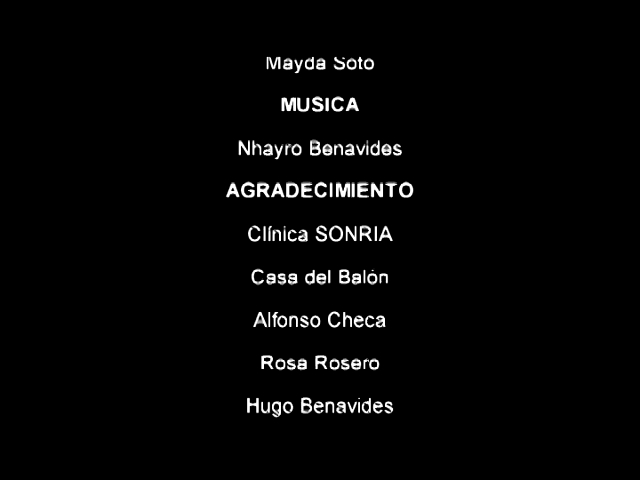 Mayda Soto
MUSICA
Nhayro Benavides
AGRADECIMIENTO
Clínica SONRIA
Casa del Balón
Alfonso Checa
Rosa Rosero
Hugo Benavides